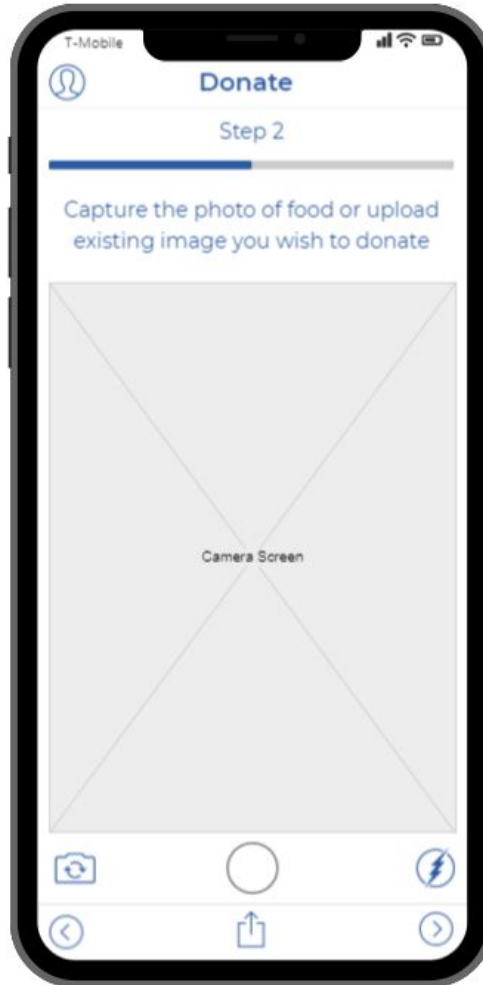 T-Mobile
Donate
Step 2
Capture the photo of food or upload
existing image you wish to donate
Camera Screen